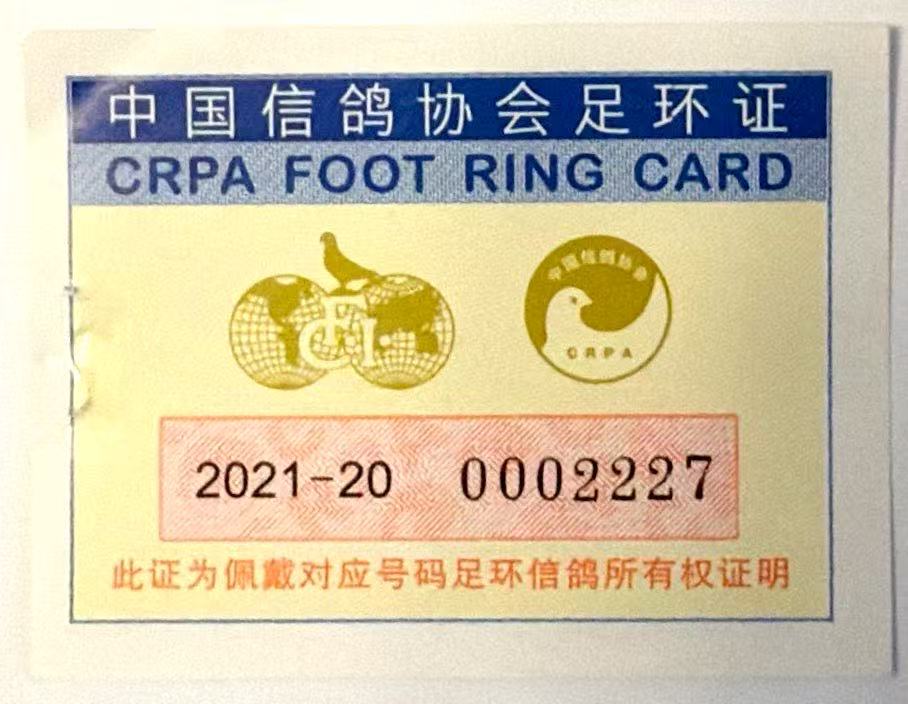 中国信鸽协会足环证
CRPA FOOT RING CARD
FCI
中国信鸽协会
CRPA
2021-20 0002227
此证为佩戴对应号码足环信鸽所有权证明